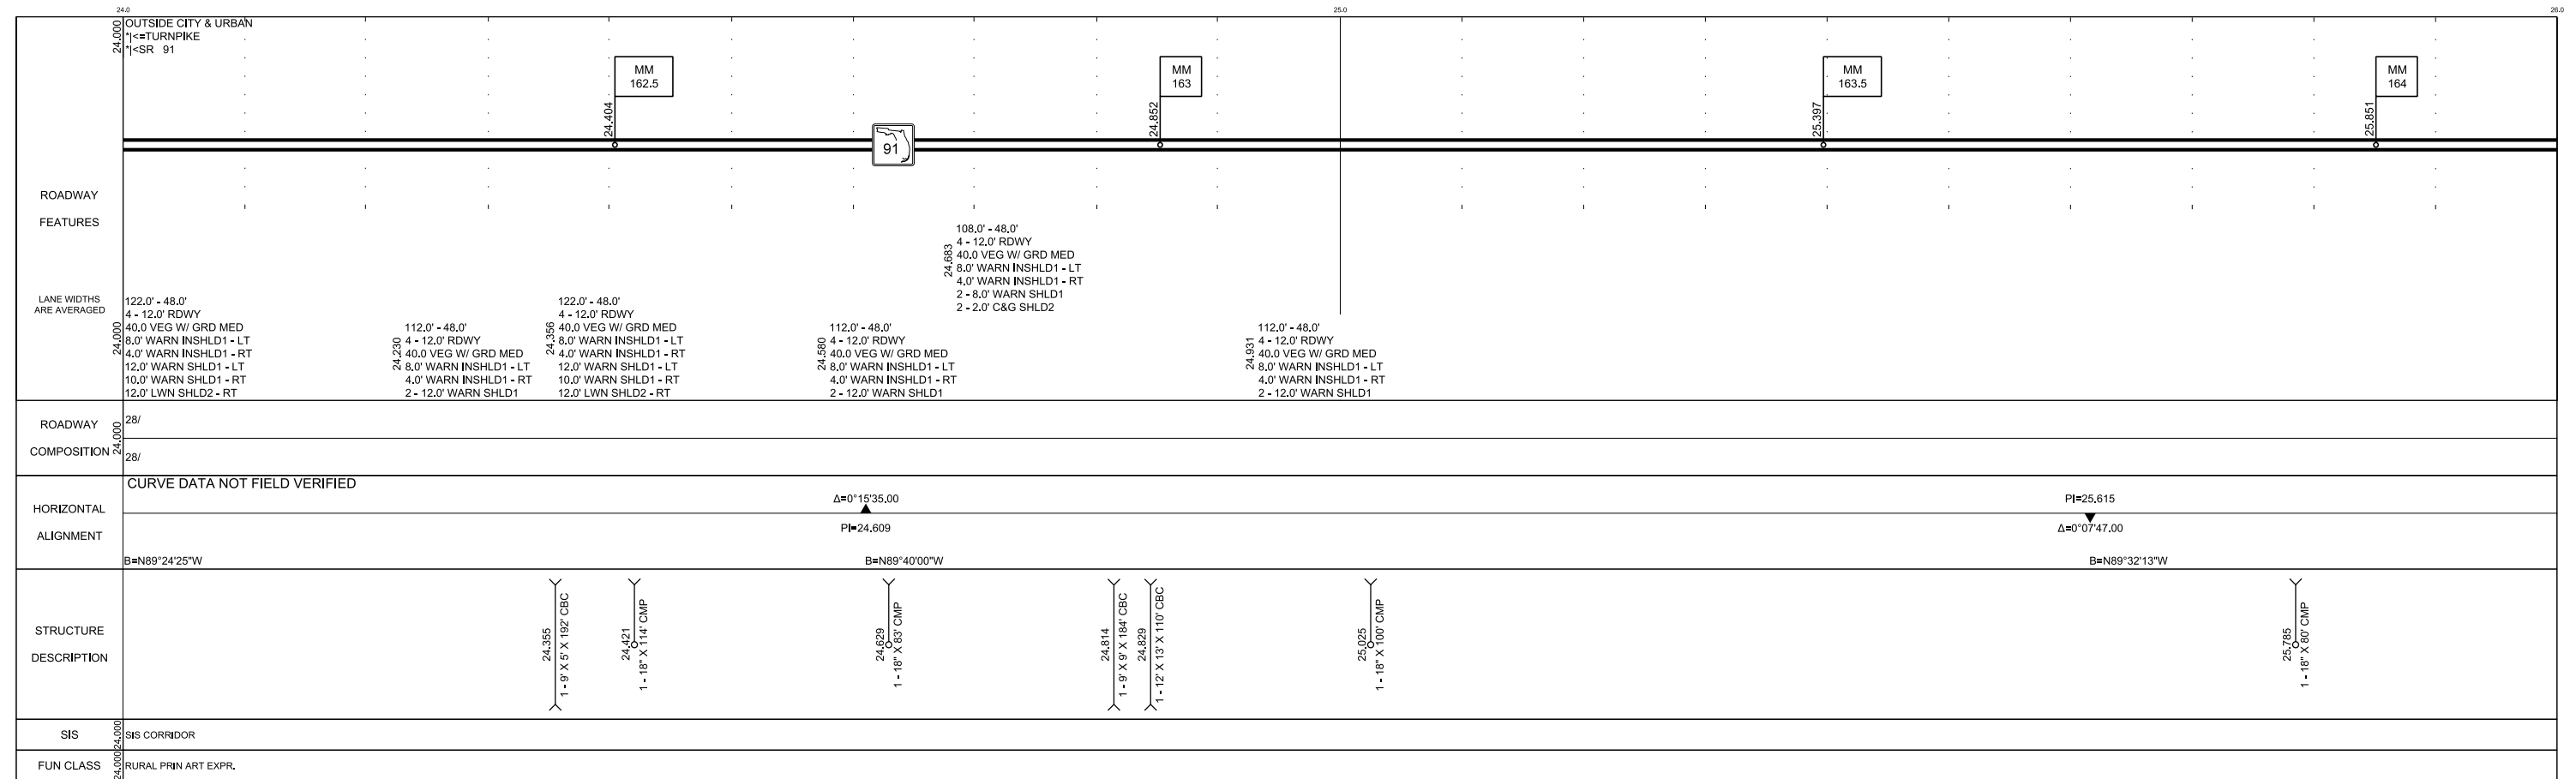 24.0
25.0
26.0
24.000
OUTSIDE CITY & URBAN
*|<=TURNPIKE
*|<SR 91
MM
162.5
24.404
MM
163
24.852
MM
163.5
25.397
MM
164
25.851
91
ROADWAY
FEATURES
LANE WIDTHS
ARE AVERAGED
24.000
122.0' - 48.0'
4 - 12.0' RDWY
40.0 VEG W/ GRD MED
8.0' WARN INSHLD1 - LT
4.0' WARN INSHLD1 - RT
12.0' WARN SHLD1 - LT
10.0' WARN SHLD1 - RT
12.0' LWN SHLD2 - RT
24.230
112.0' - 48.0'
4 - 12.0' RDWY
40.0 VEG W/ GRD MED
8.0' WARN INSHLD1 - LT
4.0' WARN INSHLD1 - RT
2 - 12.0' WARN SHLD1
24.356
122.0' - 48.0'
4 - 12.0' RDWY
40.0 VEG W/ GRD MED
8.0' WARN INSHLD1 - LT
4.0' WARN INSHLD1 - RT
12.0' WARN SHLD1 - LT
10.0' WARN SHLD1 - RT
12.0' LWN SHLD2 - RT
24.580
112.0' - 48.0'
4 - 12.0' RDWY
40.0 VEG W/ GRD MED
8.0' WARN INSHLD1 - LT
4.0' WARN INSHLD1 - RT
2 - 12.0' WARN SHLD1
24.683
108.0' - 48.0'
4 - 12.0' RDWY
40.0 VEG W/ GRD MED
8.0' WARN INSHLD1 - LT
4.0' WARN INSHLD1 - RT
2 - 8.0' WARN SHLD1
2 - 2.0' C&G SHLD2
24.931
112.0' - 48.0'
4 - 12.0' RDWY
40.0 VEG W/ GRD MED
8.0' WARN INSHLD1 - LT
4.0' WARN INSHLD1 - RT
2 - 12.0' WARN SHLD1
ROADWAY
COMPOSITION
24.000
28/
28/
HORIZONTAL
ALIGNMENT
CURVE DATA NOT FIELD VERIFIED
Δ=0°15'35.00
PI=24.609
PI=25.615
Δ=0°07'47.00
B=N89°24'25"W
B=N89°40'00"W
B=N89°32'13"W
STRUCTURE
DESCRIPTION
24.355
1 - 9' X 5' X 192' CBC
24.421
1 - 18" X 114' CMP
24.629
1 - 18" X 83' CMP
24.814
1 - 9' X 9' X 184' CBC
24.829
1 - 12' X 13' X 110' CBC
25.025
1 - 18" X 100' CMP
25.785
1 - 18" X 80' CMP
SIS
24.000
SIS CORRIDOR
FUN CLASS
24.000
RURAL PRIN ART EXPR.